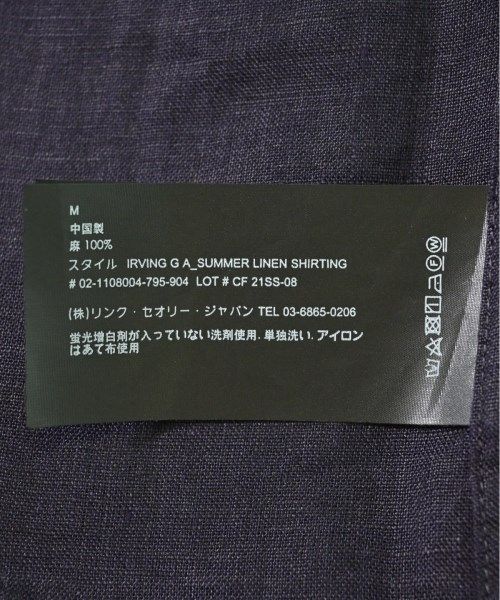 M
中国製
麻 100%
スタイル IRVING G A_SUMMER LINEN SHIRTING
# 02-1108004-795-904 LOT # CF 21SS-08
(株)リンク・セオリー・ジャパン TEL 03-6865-0206
蛍光増白剤が入っていない洗剤使用. 単独洗い. アイロン
はあて布使用